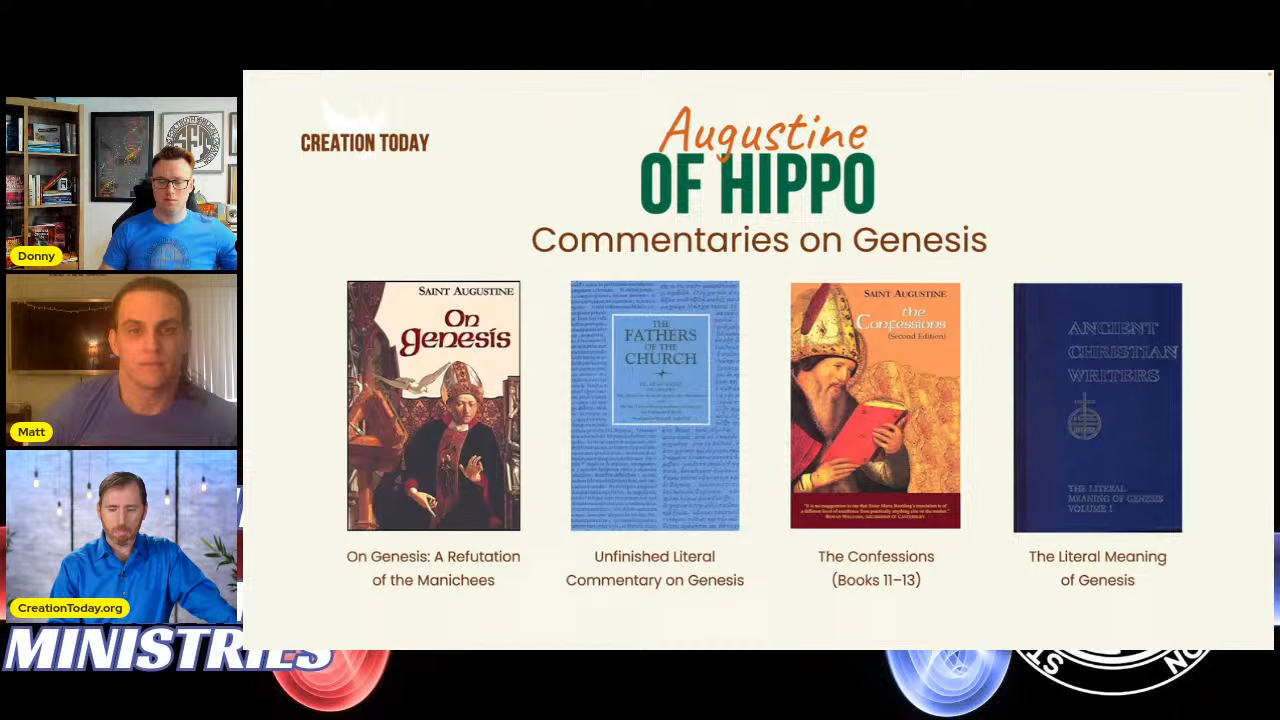 Donny
Matt
CreationToday.org
MINISTRIES
CREATION TODAY
Augustine
OF HIPPO
Commentaries on Genesis
SAINT AUGUSTINE
On
genesis
On Genesis: A Refutation
of the Manichees
THE
FATHERS
OF THE
CHURCH
Unfinished Literal
Commentary on Genesis
SAINT AUGUSTINE
the
Confessions
(Second Edition)
The Confessions
(Books 11–13)
ANCIENT
CHRISTIAN
WRITERS
THE LITERAL
MEANING OF GENESIS
VOLUME 1
The Literal Meaning
of Genesis